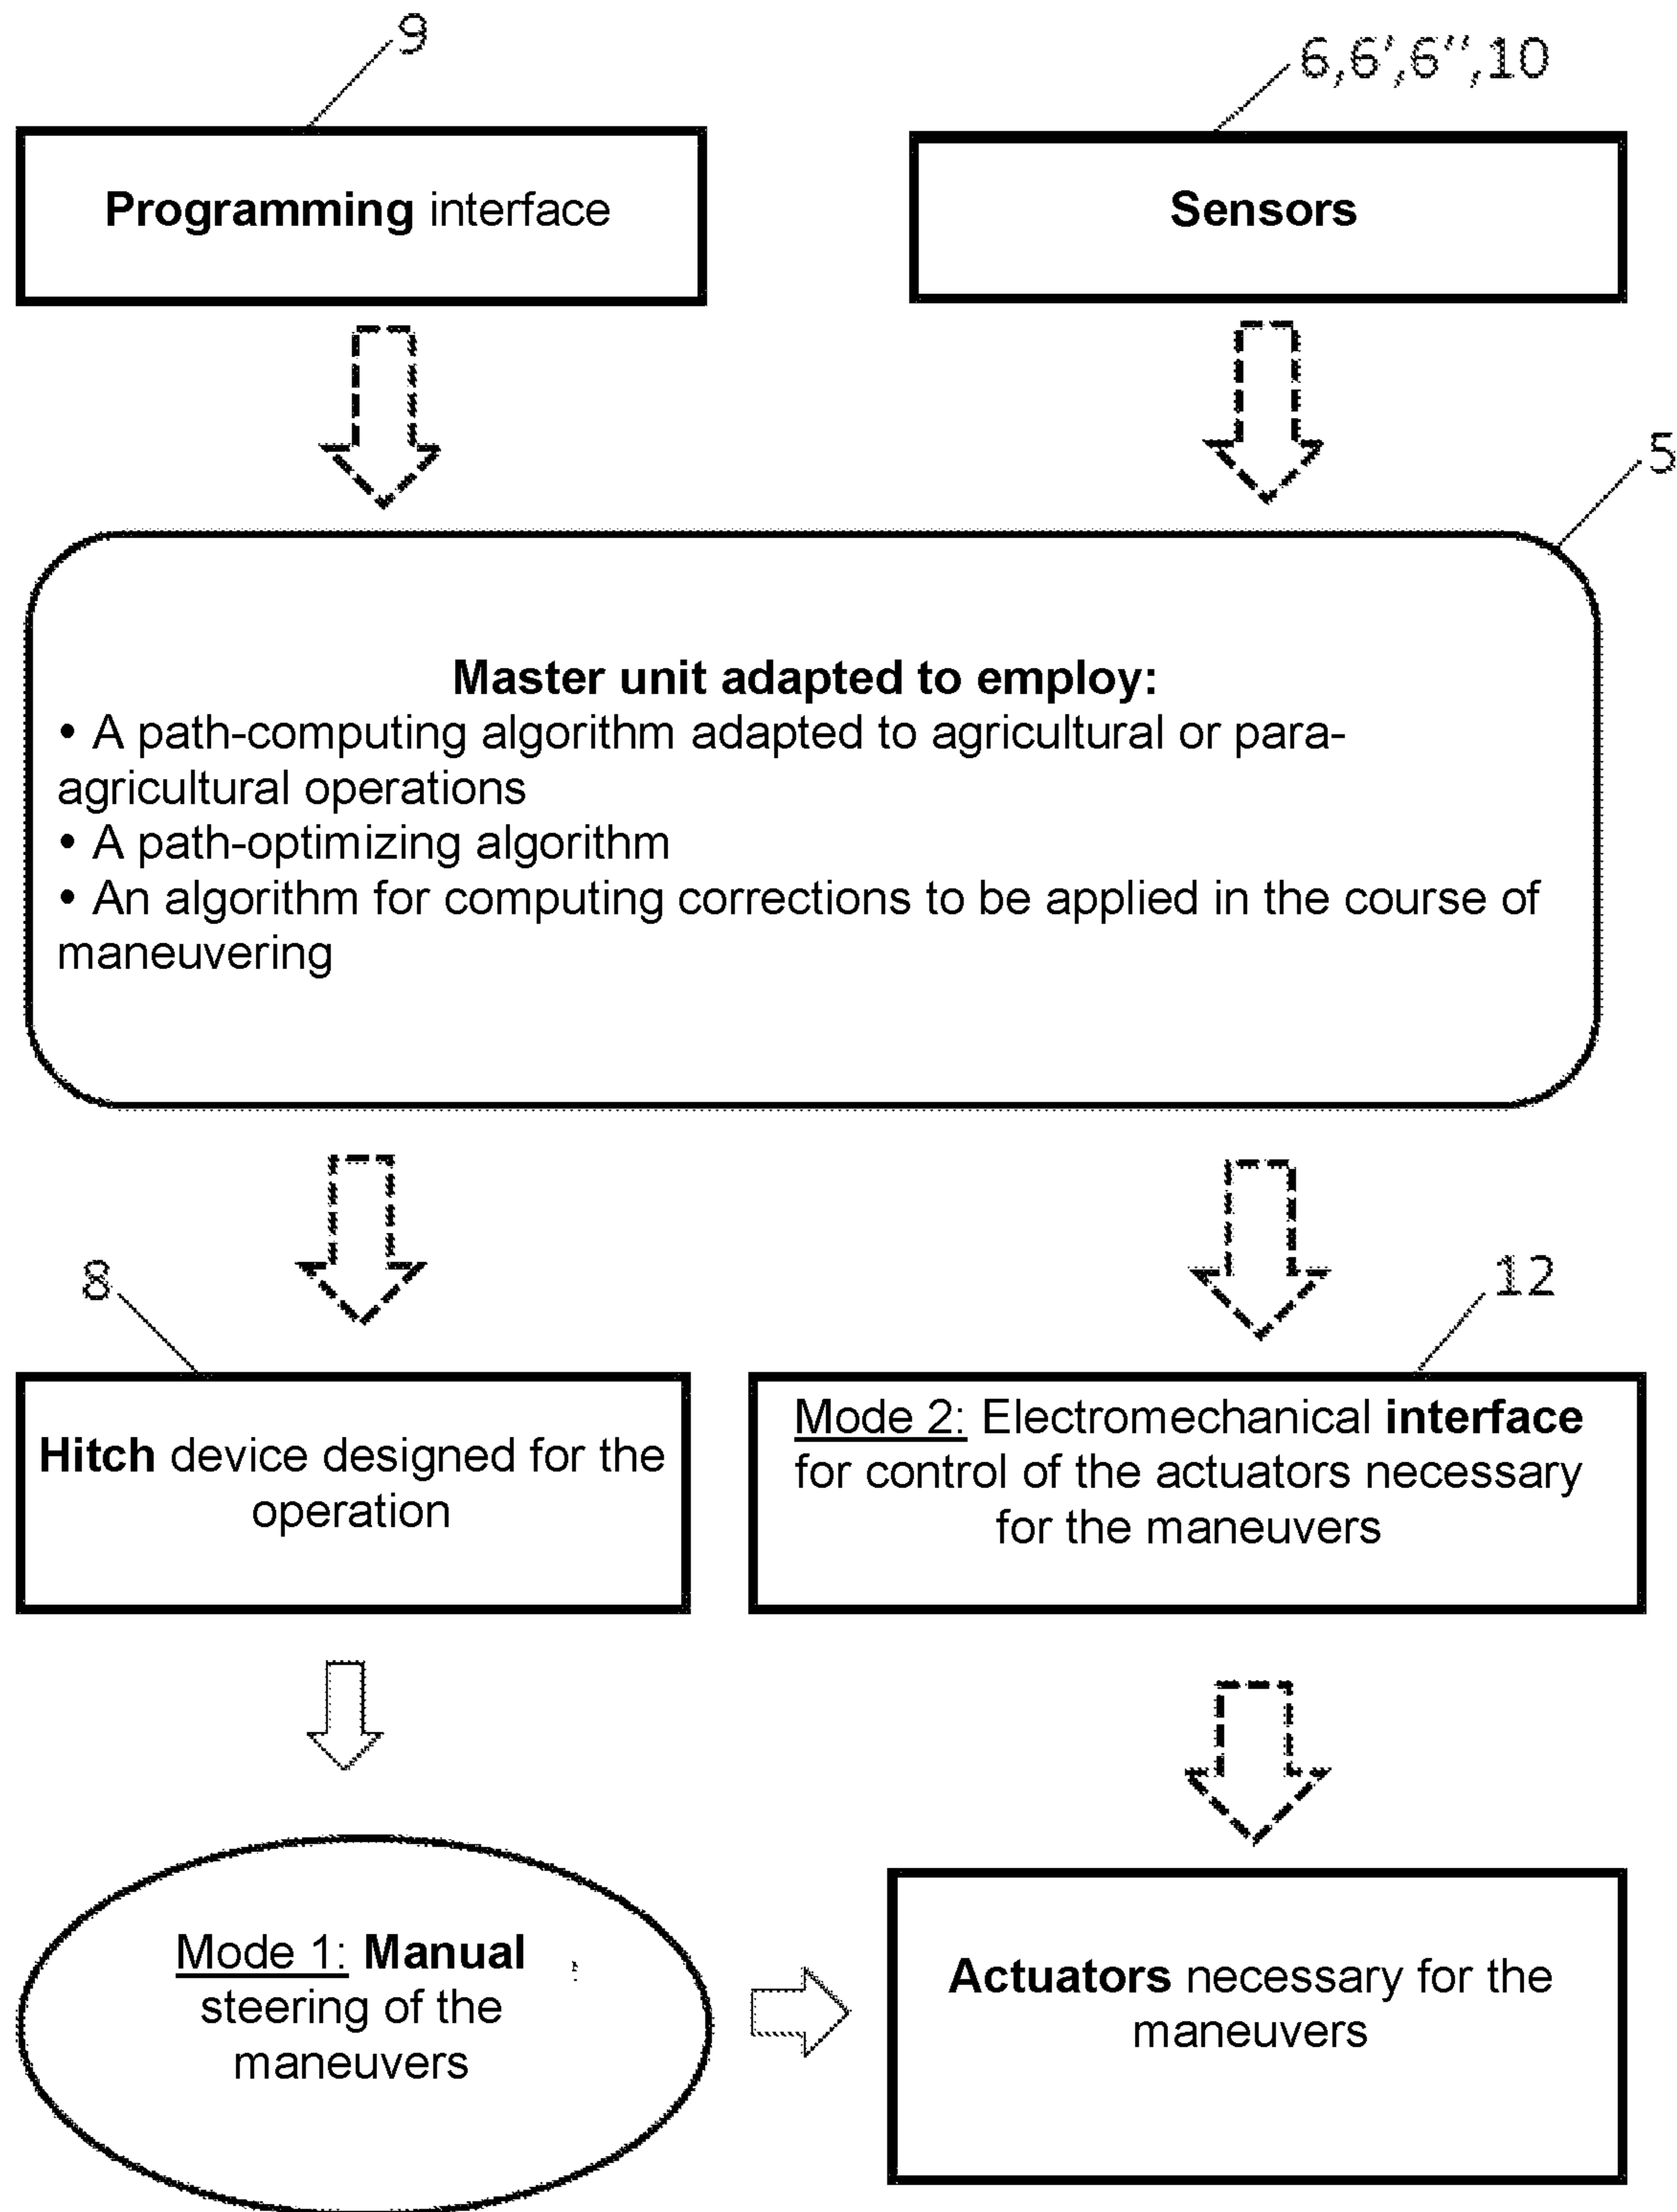 9
6,6',6'',10
Programming interface
Sensors
5
Master unit adapted to employ:
• A path-computing algorithm adapted to agricultural or para-
agricultural operations
• A path-optimizing algorithm
• An algorithm for computing corrections to be applied in the course of
maneuvering
8
12
Hitch device designed for the
operation
Mode 2: Electromechanical interface
for control of the actuators necessary
for the maneuvers
Mode 1: Manual
steering of the
maneuvers
Actuators necessary for the
maneuvers